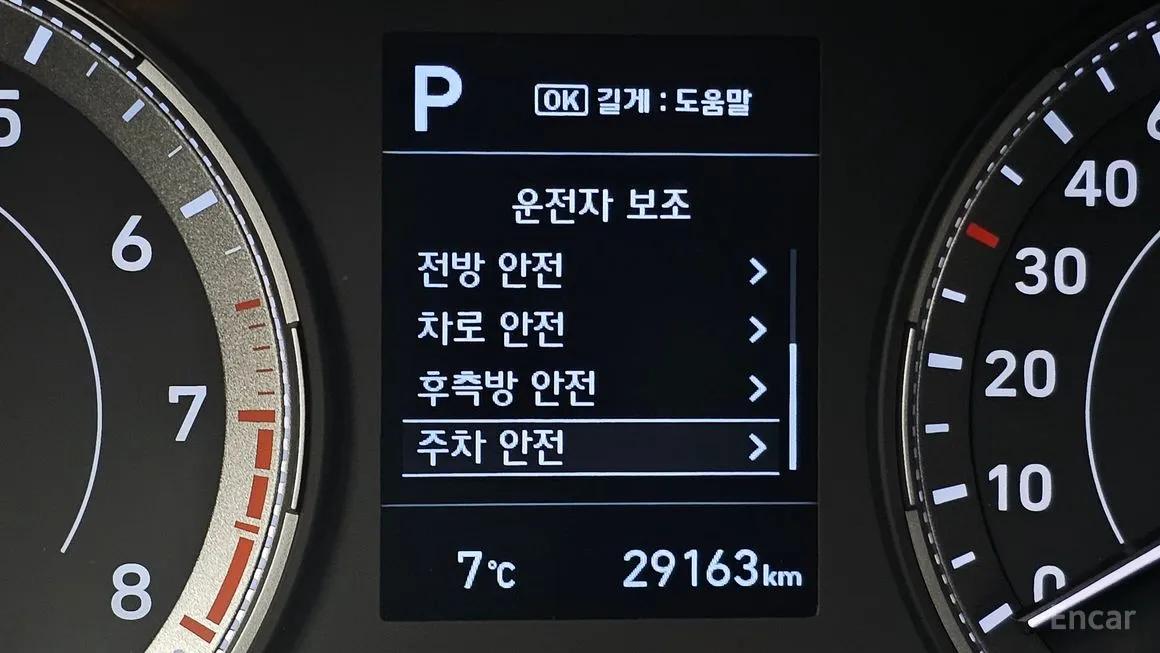 P
OK 길게 : 도움말
운전자 보조
전방 안전
차로 안전
후측방 안전
주차 안전
7℃
29163km
5
6
7
8
40
30
20
10
0
Encar